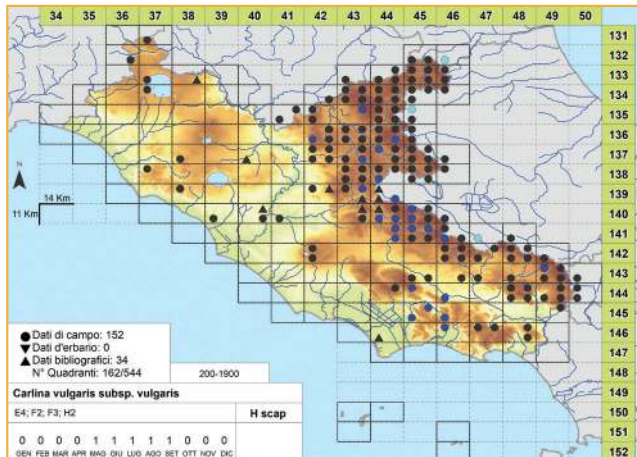 34 35 36 37 38 39 40 41 42 43 44 45 46 47 48 49 50
131
132
133
134
135
136
137
138
139
140
141
142
143
144
145
146
147
148
149
150
151
152
N
14 Km
11 Km
Dati di campo: 152
Dati d'erbario: 0
Dati bibliografici: 34
N° Quadranti: 162/544
200-1900
Carlina vulgaris subsp. vulgaris
E4; F2; F3; H2
H scap
0 0 0 0 1 1 1 1 1 0 0 0
GEN FEB MAR APR MAG GIU LUG AGO SET OTT NOV DIC